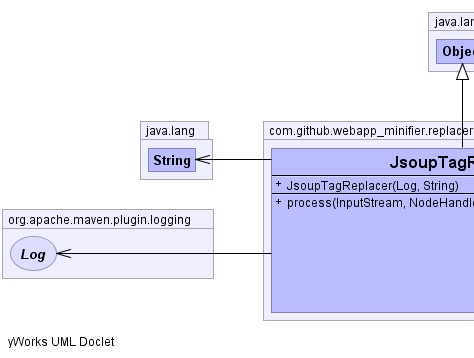 java.lan
Objec
java.lang
String
com.github.webapp_minifier.replacer
JsoupTagR
+ JsoupTagReplacer(Log, String)
+ process(InputStream, NodeHandle
org.apache.maven.plugin.logging
Log
yWorks UML Doclet